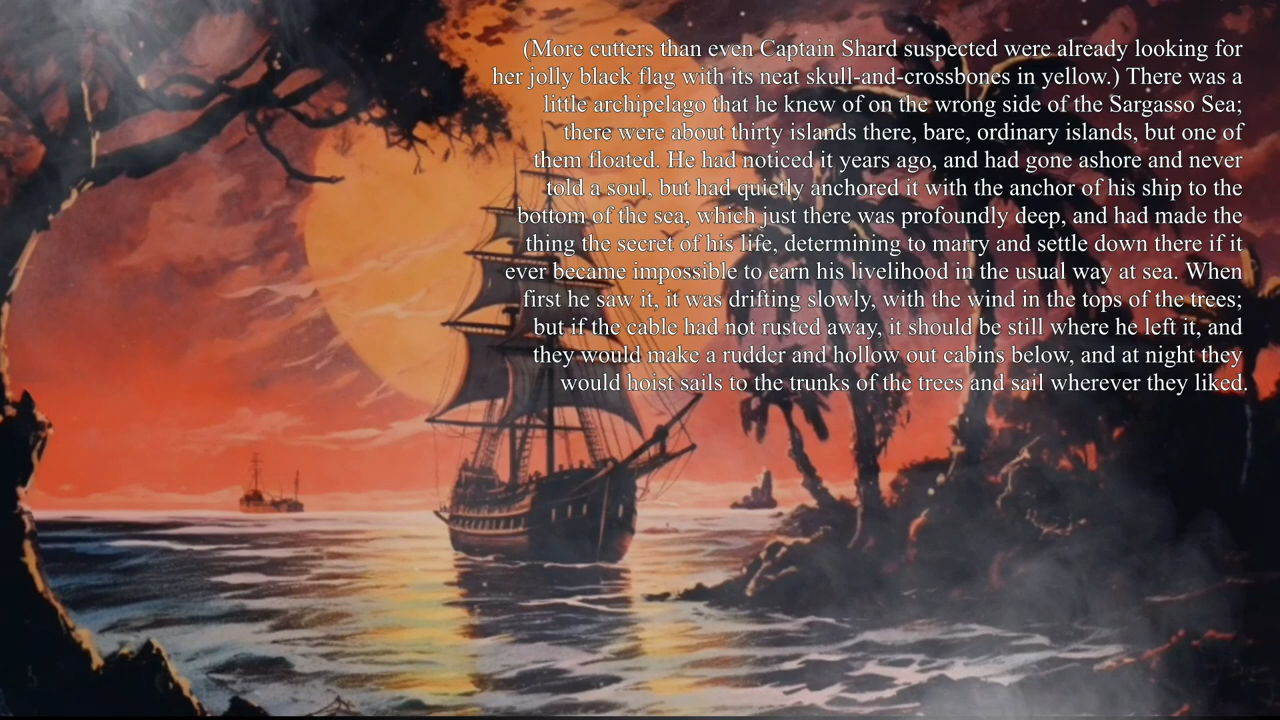 (More cutters than even Captain Shard suspected were already looking for
her jolly black flag with its neat skull-and-crossbones in yellow.) There was a
little archipelago that he knew of on the wrong side of the Sargasso Sea;
there were about thirty islands there, bare, ordinary islands, but one of
them floated. He had noticed it years ago, and had gone ashore and never
told a soul, but had quietly anchored it with the anchor of his ship to the
bottom of the sea, which just there was profoundly deep, and had made the
thing the secret of his life, determining to marry and settle down there if it
ever became impossible to earn his livelihood in the usual way at sea. When
first he saw it, it was drifting slowly, with the wind in the tops of the trees;
but if the cable had not rusted away, it should be still where he left it, and
they would make a rudder and hollow out cabins below, and at night they
would hoist sails to the trunks of the trees and sail wherever they liked.